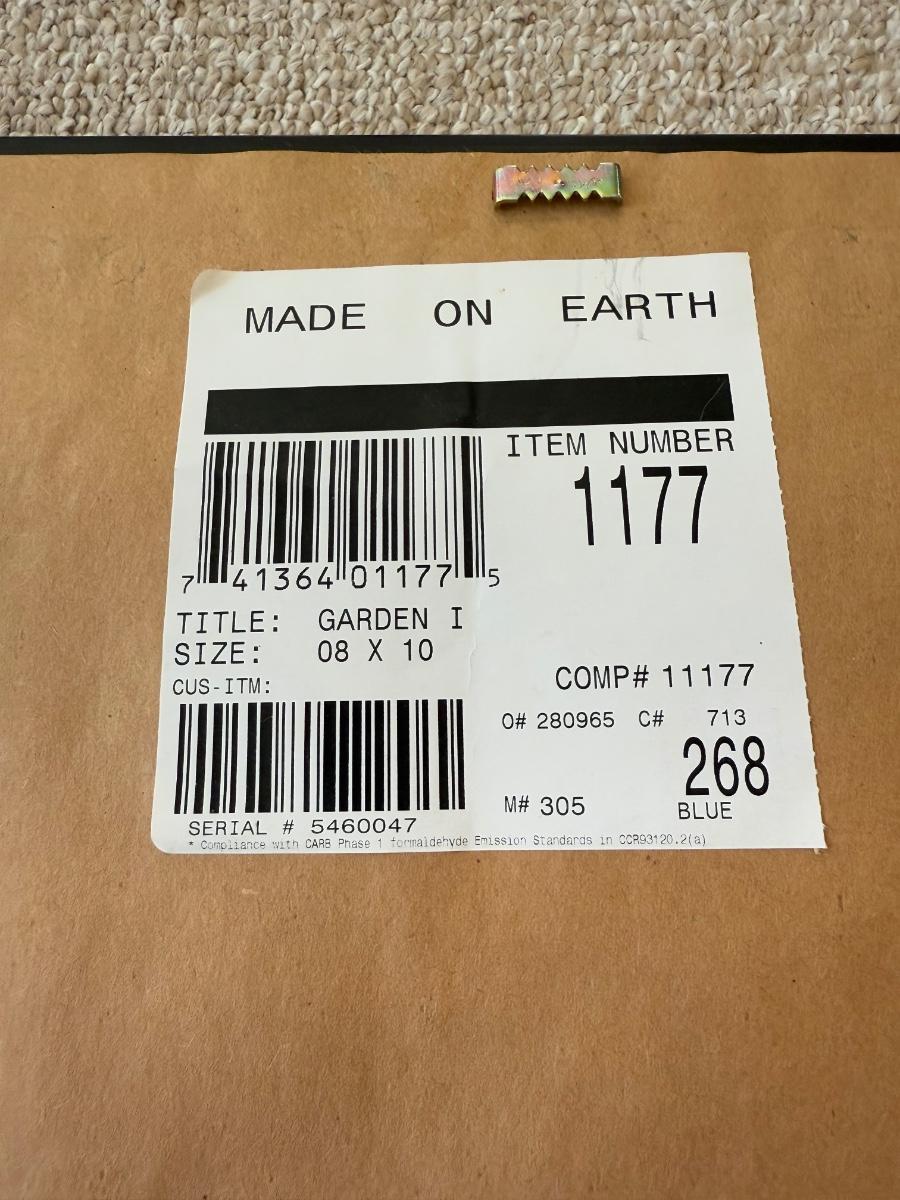 MADE ON EARTH
ITEM NUMBER
1177
7 41364 01177 5
TITLE: GARDEN I
SIZE: 08 X 10
CUS-ITM:
COMP# 11177
O# 280965 C# 713
268
M# 305 BLUE
SERIAL # 5460047
* Compliance with CARB Phase 1 formaldehyde Emission Standards in CCR93120.2(a)